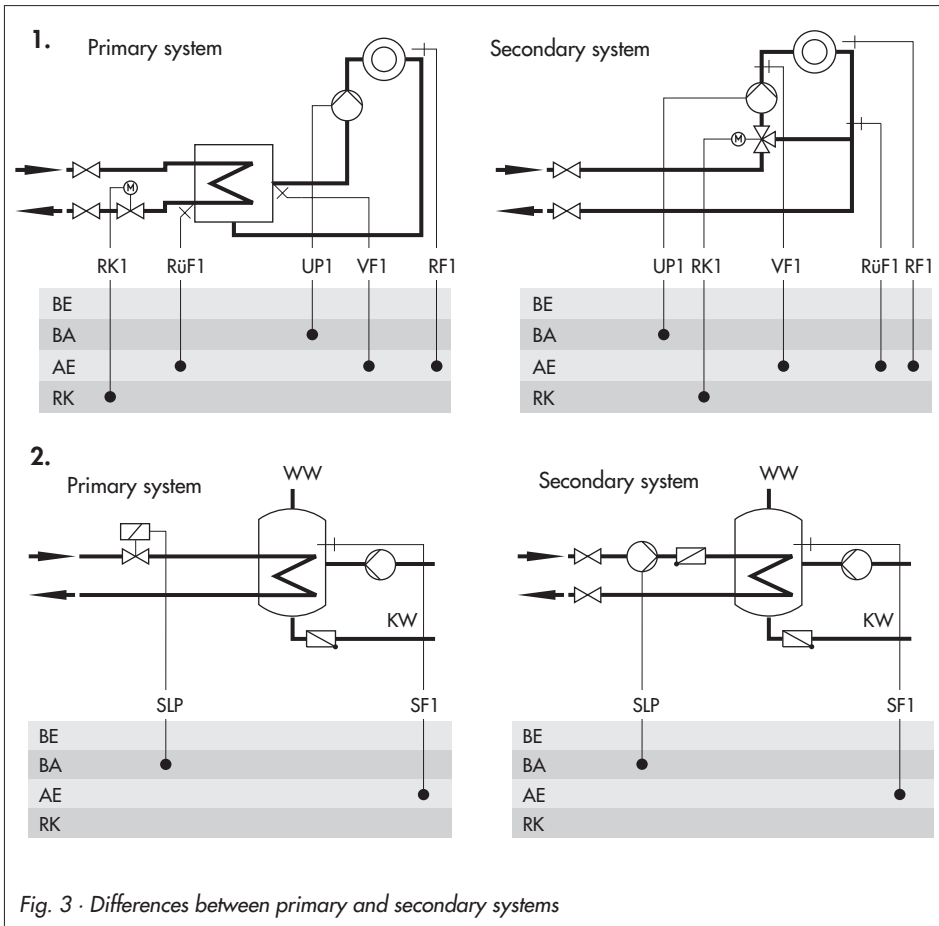 1.
Primary system
Secondary system
M
M
RK1 RüF1 UP1 VF1 RF1
UP1 RK1 VF1 RüF1 RF1
BE
BA
AE
RK
BE
BA
AE
RK
2.
Primary system
WW
Secondary system
WW
KW
KW
SLP SF1
SLP SF1
BE
BA
AE
RK
BE
BA
AE
RK
Fig. 3 · Differences between primary and secondary systems